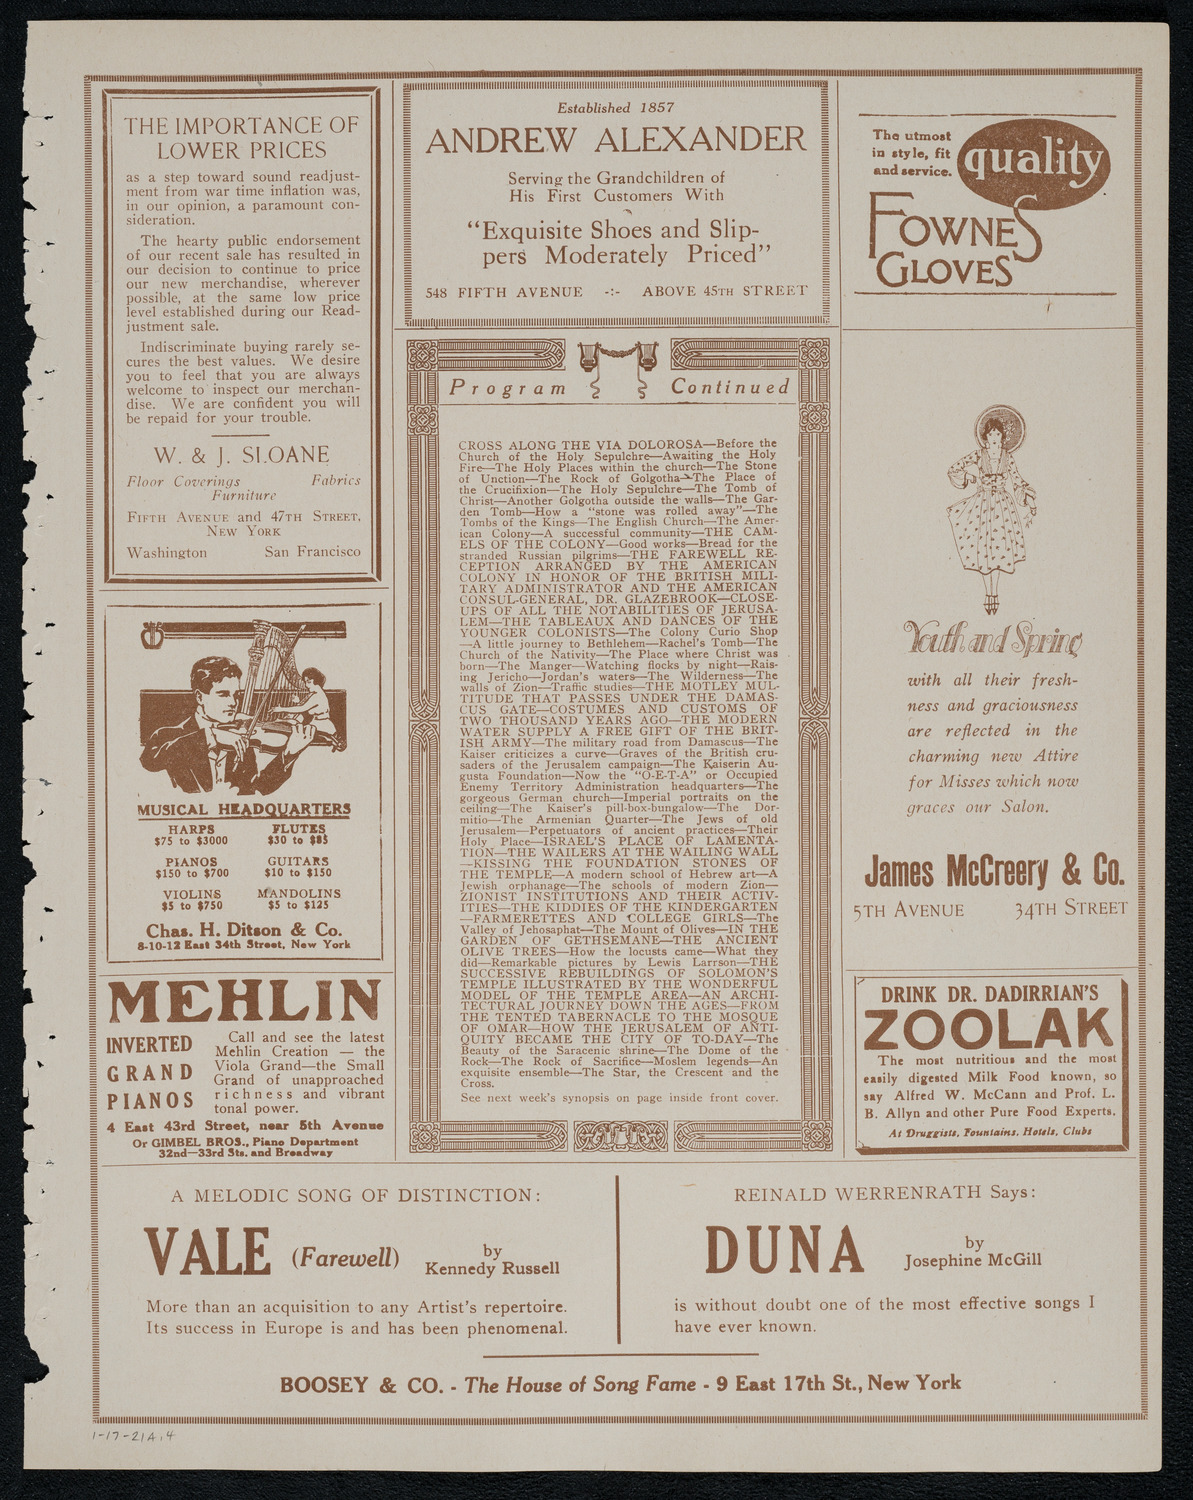 THE IMPORTANCE OF
LOWER PRICES
as a step toward sound readjust-
ment from war time inflation was,
in our opinion, a paramount con-
sideration.
The hearty public endorsement
of our recent sale has resulted in
our decision to continue to price
our new merchandise, wherever
possible, at the same low price
level established during our Read-
justment sale.
Indiscriminate buying rarely se-
cures the best values. We desire
you to feel that you are always
welcome to inspect our merchan-
dise. We are confident you will
be repaid for your trouble.
W. & J. SLOANE
Floor Coverings Fabrics
Furniture
FIFTH AVENUE and 47TH STREET,
NEW YORK
Washington San Francisco
MUSICAL HEADQUARTERS
HARPS FLUTES
$75 to $3000 $30 to $85
PIANOS GUITARS
$150 to $700 $10 to $150
VIOLINS MANDOLINS
$5 to $750 $5 to $125
Chas. H. Ditson & Co.
8-10-12 East 34th Street, New York
MEHLIN
INVERTED
GRAND
PIANOS
Call and see the latest
Mehlin Creation — the
Viola Grand—the Small
Grand of unapproached
richness and vibrant
tonal power.
4 East 43rd Street, near 5th Avenue
Or GIMBEL BROS., Piano Department
32nd—33rd Sts. and Broadway
Established 1857
ANDREW ALEXANDER
Serving the Grandchildren of
His First Customers With
"Exquisite Shoes and Slip-
pers Moderately Priced"
548 FIFTH AVENUE -:- ABOVE 45TH STREET
Program Continued
CROSS ALONG THE VIA DOLOROSA—Before the
Church of the Holy Sepulchre—Awaiting the Holy
Fire—The Holy Places within the church—The Stone
of Unction—The Rock of Golgotha—The Place of
the Crucifixion—The Holy Sepulchre—The Tomb of
Christ—Another Golgotha outside the walls—The Gar-
den Tomb—How a "stone was rolled away"—The
Tombs of the Kings—The English Church—The Amer-
ican Colony—A successful community—THE CAM-
ELS OF THE COLONY—Good works—Bread for the
stranded Russian pilgrims—THE FAREWELL RE-
CEPTION ARRANGED BY THE AMERICAN
COLONY IN HONOR OF THE BRITISH MILI-
TARY ADMINISTRATOR AND THE AMERICAN
CONSUL-GENERAL, DR. GLAZEBROOK—CLOSE-
UPS OF ALL THE NOTABILITIES OF JERUSA-
LEM—THE TABLEAUX AND DANCES OF THE
YOUNGER COLONISTS—The Colony Curio Shop
—A little journey to Bethlehem—Rachel's Tomb—The
Church of the Nativity—The Place where Christ was
born—The Manger—Watching flocks by night—Rais-
ing Jericho—Jordan's waters—The Wilderness—The
walls of Zion—Traffic studies—THE MOTLEY MUL-
TITUDE THAT PASSES UNDER THE DAMAS-
CUS GATE—COSTUMES AND CUSTOMS OF
TWO THOUSAND YEARS AGO—THE MODERN
WATER SUPPLY A FREE GIFT OF THE BRIT-
ISH ARMY—The military road from Damascus—The
Kaiser criticizes a curve—Graves of the British cru-
saders of the Jerusalem campaign—The Kaiserin Au-
gusta Foundation—Now the "O-E-T-A" or Occupied
Enemy Territory Administration headquarters—The
gorgeous German church—Imperial portraits on the
ceiling—The Kaiser's pill-box-bungalow—The Dor-
mitio—The Armenian Quarter—The Jews of old
Jerusalem—Perpetuators of ancient practices—Their
Holy Place—ISRAEL'S PLACE OF LAMENTA-
TION—THE WAILERS AT THE WAILING WALL
—KISSING THE FOUNDATION STONES OF
THE TEMPLE—A modern school of Hebrew art—A
Jewish orphanage—The schools of modern Zion—
ZIONIST INSTITUTIONS AND THEIR ACTIV-
ITIES—THE KIDDIES OF THE KINDERGARTEN
—FARMERETTES AND COLLEGE GIRLS—The
Valley of Jehosaphat—The Mount of Olives—IN THE
GARDEN OF GETHSEMANE—THE ANCIENT
OLIVE TREES—How the locusts came—What they
did—Remarkable pictures by Lewis Larrson—THE
SUCCESSIVE REBUILDINGS OF SOLOMON'S
TEMPLE ILLUSTRATED BY THE WONDERFUL
MODEL OF THE TEMPLE AREA—AN ARCHI-
TECTURAL JOURNEY DOWN THE AGES—FROM
THE TENTED TABERNACLE TO THE MOSQUE
OF OMAR—HOW THE JERUSALEM OF ANTI-
QUITY BECAME THE CITY OF TO-DAY—The
Beauty of the Saracenic shrine—The Dome of the
Rock—The Rock of Sacrifice—Moslem legends—An
exquisite ensemble—The Star, the Crescent and the
Cross.
See next week's synopsis on page inside front cover.
The utmost
in style, fit
and service.
quality
FOWNES
GLOVES
Youth and Spring
with all their fresh-
ness and graciousness
are reflected in the
charming new Attire
for Misses which now
graces our Salon.
James McCreery & Co.
5TH AVENUE 34TH STREET
DRINK DR. DADIRRIAN'S
ZOOLAK
The most nutritious and the most
easily digested Milk Food known, so
say Alfred W. McCann and Prof. L.
B. Allyn and other Pure Food Experts.
At Druggists, Fountains, Hotels, Clubs
A MELODIC SONG OF DISTINCTION:
VALE (Farewell) by
Kennedy Russell
More than an acquisition to any Artist's repertoire.
Its success in Europe is and has been phenomenal.
REINALD WERRENRATH Says:
DUNA by
Josephine McGill
is without doubt one of the most effective songs I
have ever known.
BOOSEY & CO. - The House of Song Fame - 9 East 17th St., New York
1-17-21A;4